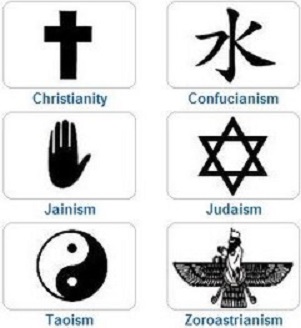 水
Christianity Confucianism
Jainism Judaism
Taoism Zoroastrianism